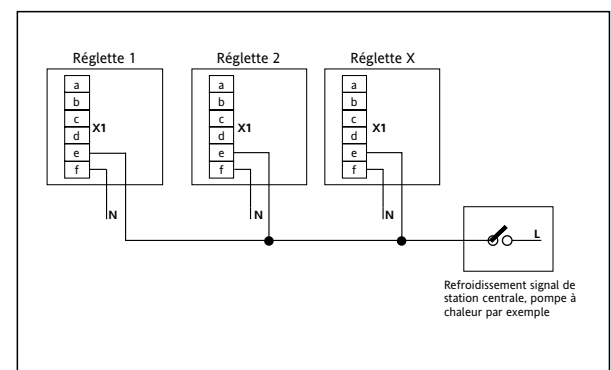 Réglette 1
Réglette 2
Réglette X
a
b
c
d
e
f
X1
N
a
b
c
d
e
f
X1
N
a
b
c
d
e
f
X1
N
L
Refroidissement signal de
station centrale, pompe à
chaleur par exemple